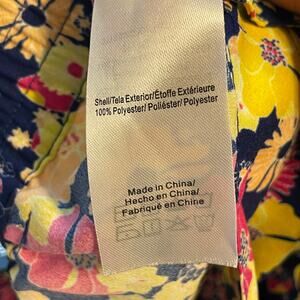 Shell/Tela Exterior/Étoffe Extérieure
100% Polyester/ Poliéster/ Polyester
Made in China/
Hecho en China/
Fabriqué en Chine